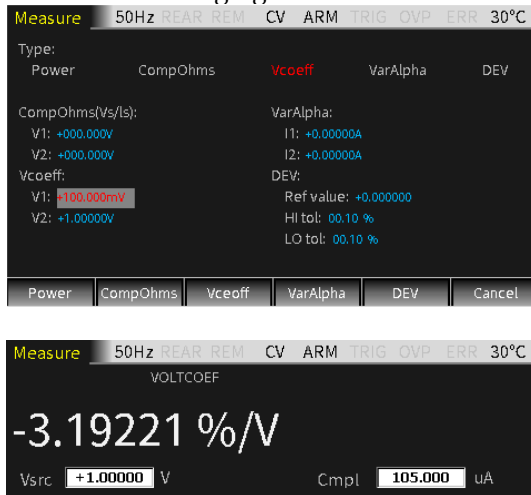 Measure 50Hz REAR REM CV ARM TRIG OVP ERR 30°C
Type:
Power CompOhms Vcoeff VarAlpha DEV
CompOhms(Vs/ls): VarAlpha:
V1: +000.000V I1: +0.00000A
V2: +000.000V I2: +0.00000A
Vcoeff: DEV:
V1: +100.000mV Ref value: +0.000000
V2: +1.00000V HI tol: 00.10 %
LO tol: 00.10 %
Power CompOhms Vceoff VarAlpha DEV Cancel
Measure 50Hz REAR REM CV ARM TRIG OVP ERR 30°C
VOLTCOEF
-3.19221 %/V
Vsrc +1.00000 V Cmpl 105.000 uA